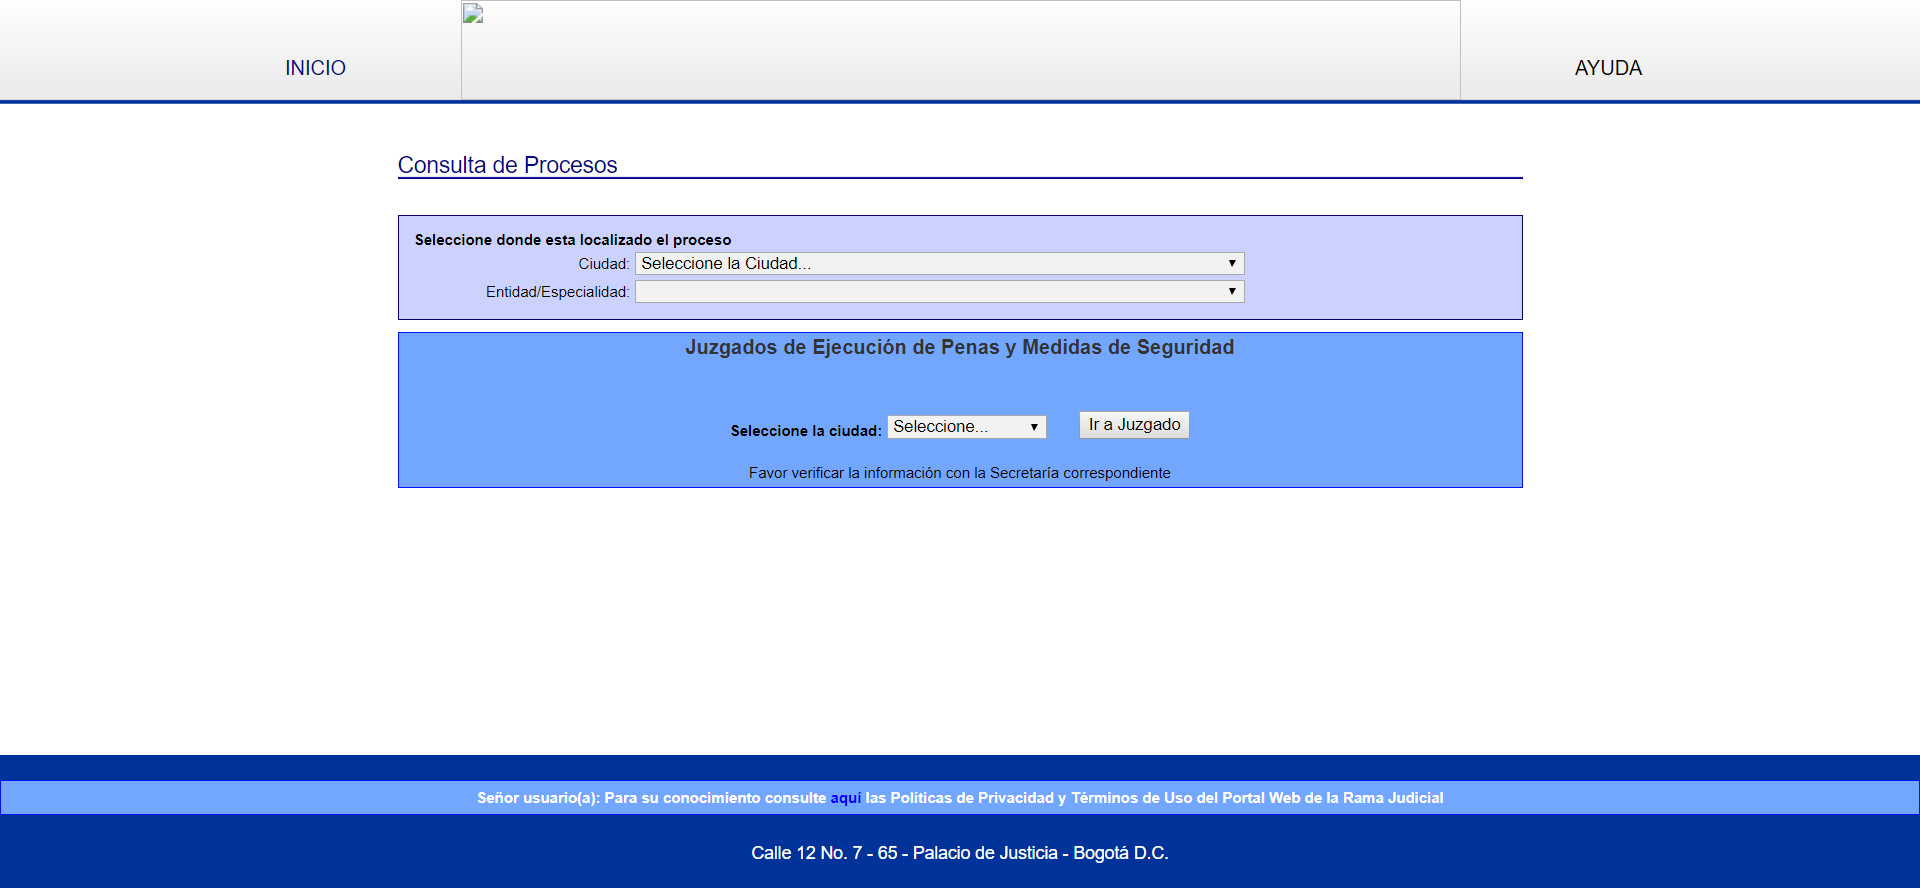 INICIO
AYUDA
Consulta de Procesos
Seleccione donde esta localizado el proceso
Ciudad: Seleccione la Ciudad...
Entidad/Especialidad:
Juzgados de Ejecución de Penas y Medidas de Seguridad
Seleccione la ciudad: Seleccione... Ir a Juzgado
Favor verificar la información con la Secretaría correspondiente
Señor usuario(a): Para su conocimiento consulte aquí las Políticas de Privacidad y Términos de Uso del Portal Web de la Rama Judicial
Calle 12 No. 7 - 65 - Palacio de Justicia - Bogotá D.C.